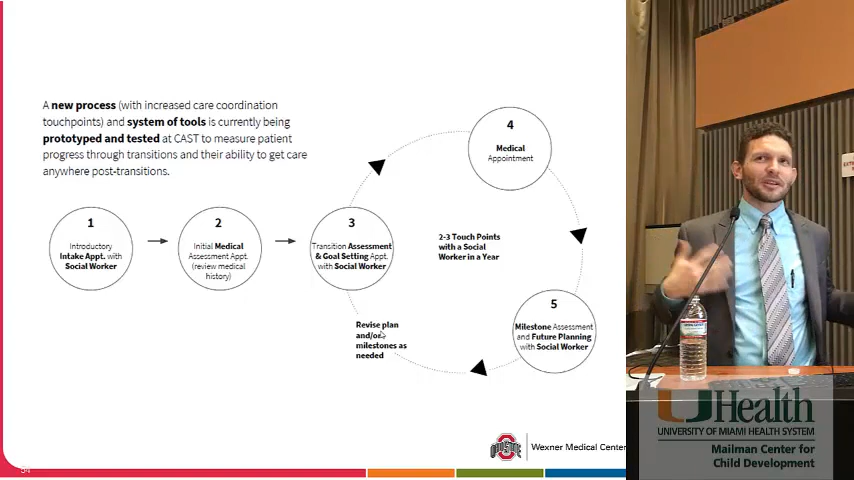 A new process (with increased care coordination
touchpoints) and system of tools is currently being
prototyped and tested at CAST to measure patient
progress through transitions and their ability to get care
anywhere post-transitions.
1
Introductory
Intake Appt. with
Social Worker
2
Initial Medical
Assessment Appt.
(review medical
history)
3
Transition Assessment
& Goal Setting Appt.
with Social Worker
4
Medical
Appointment
2-3 Touch Points
with a Social
Worker in a Year
5
Milestone Assessment
and Future Planning
with Social Worker
Revise plan
and/or
milestones as
needed
Wexner Medical Center
54
UHealth
UNIVERSITY OF MIAMI HEALTH SYSTEM
Mailman Center for
Child Development